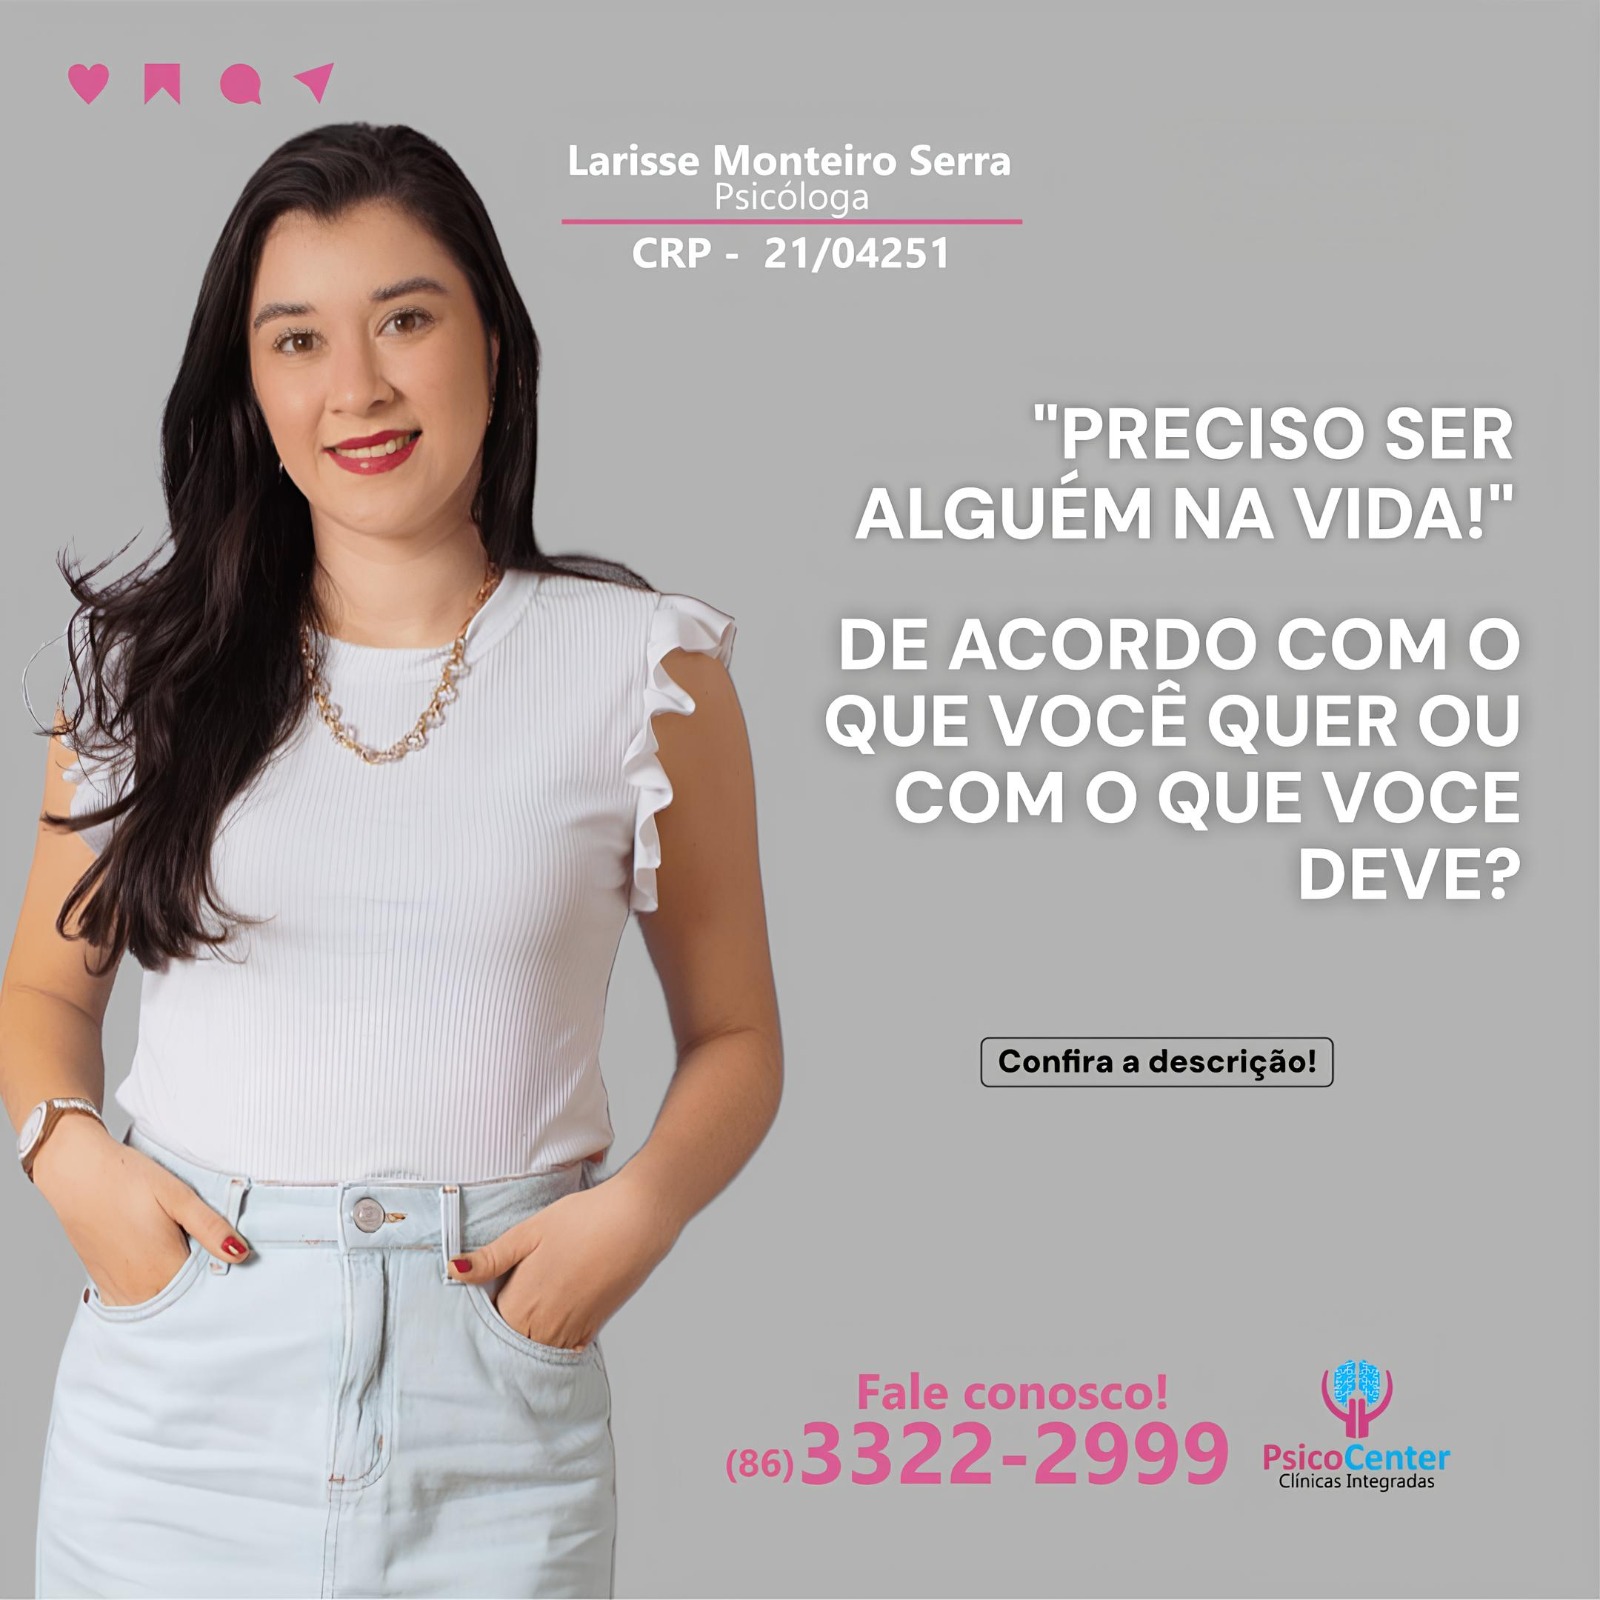 Larisse Monteiro Serra
Psicóloga
CRP - 21/04251
"PRECISO SER
ALGUÉM NA VIDA!"
DE ACORDO COM O
QUE VOCÊ QUER OU
COM O QUE VOCE
DEVE?
Confira a descrição!
Fale conosco!
(86) 3322-2999
PsicoCenter
Clínicas Integradas